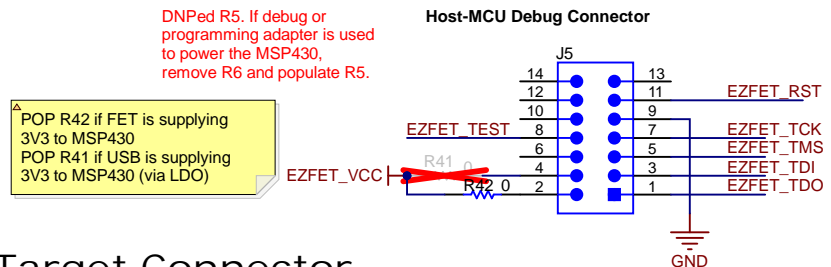 DNPed R5. If debug or
programming adapter is used
to power the MSP430,
remove R6 and populate R5.
Host-MCU Debug Connector
POP R42 if FET is supplying
3V3 to MSP430
POP R41 if USB is supplying
3V3 to MSP430 (via LDO)
J5
14 13
12 11 EZFET_RST
10 9
EZFET_TEST 8 7 EZFET_TCK
6 5 EZFET_TMS
EZFET_VCC R41 0 4 3 EZFET_TDI
R42 0 2 1 EZFET_TDO
GND
Target Connector